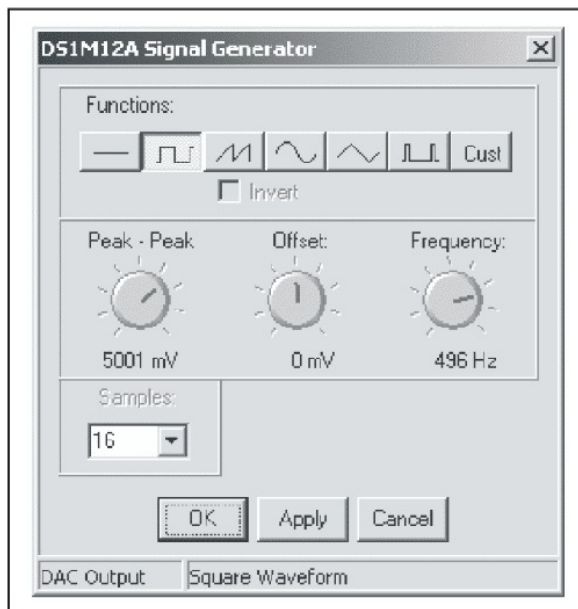 DS1M12A Signal Generator
Functions:
Cust
Invert
Peak - Peak Offset: Frequency:
5001 mV 0 mV 496 Hz
Samples:
16
OK Apply Cancel
DAC Output Square Waveform